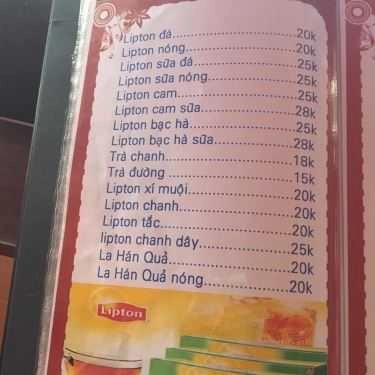 Lipton đá..........................20k
Lipton nóng.......................20k
Lipton sữa đá....................25k
Lipton sữa nóng................25k
Lipton cam........................25k
Lipton cam sữa.................28k
Lipton bạc hà....................25k
Lipton bạc hà sữa.............28k
Trà chanh..........................18k
Trà đường .........................15k
Lipton xí muội....................20k
Lipton chanh......................20k
Lipton tắc...........................20k
lipton chanh dây................25k
La Hán Quả........................20k
La Hán Quả nóng...............20k
Lipton